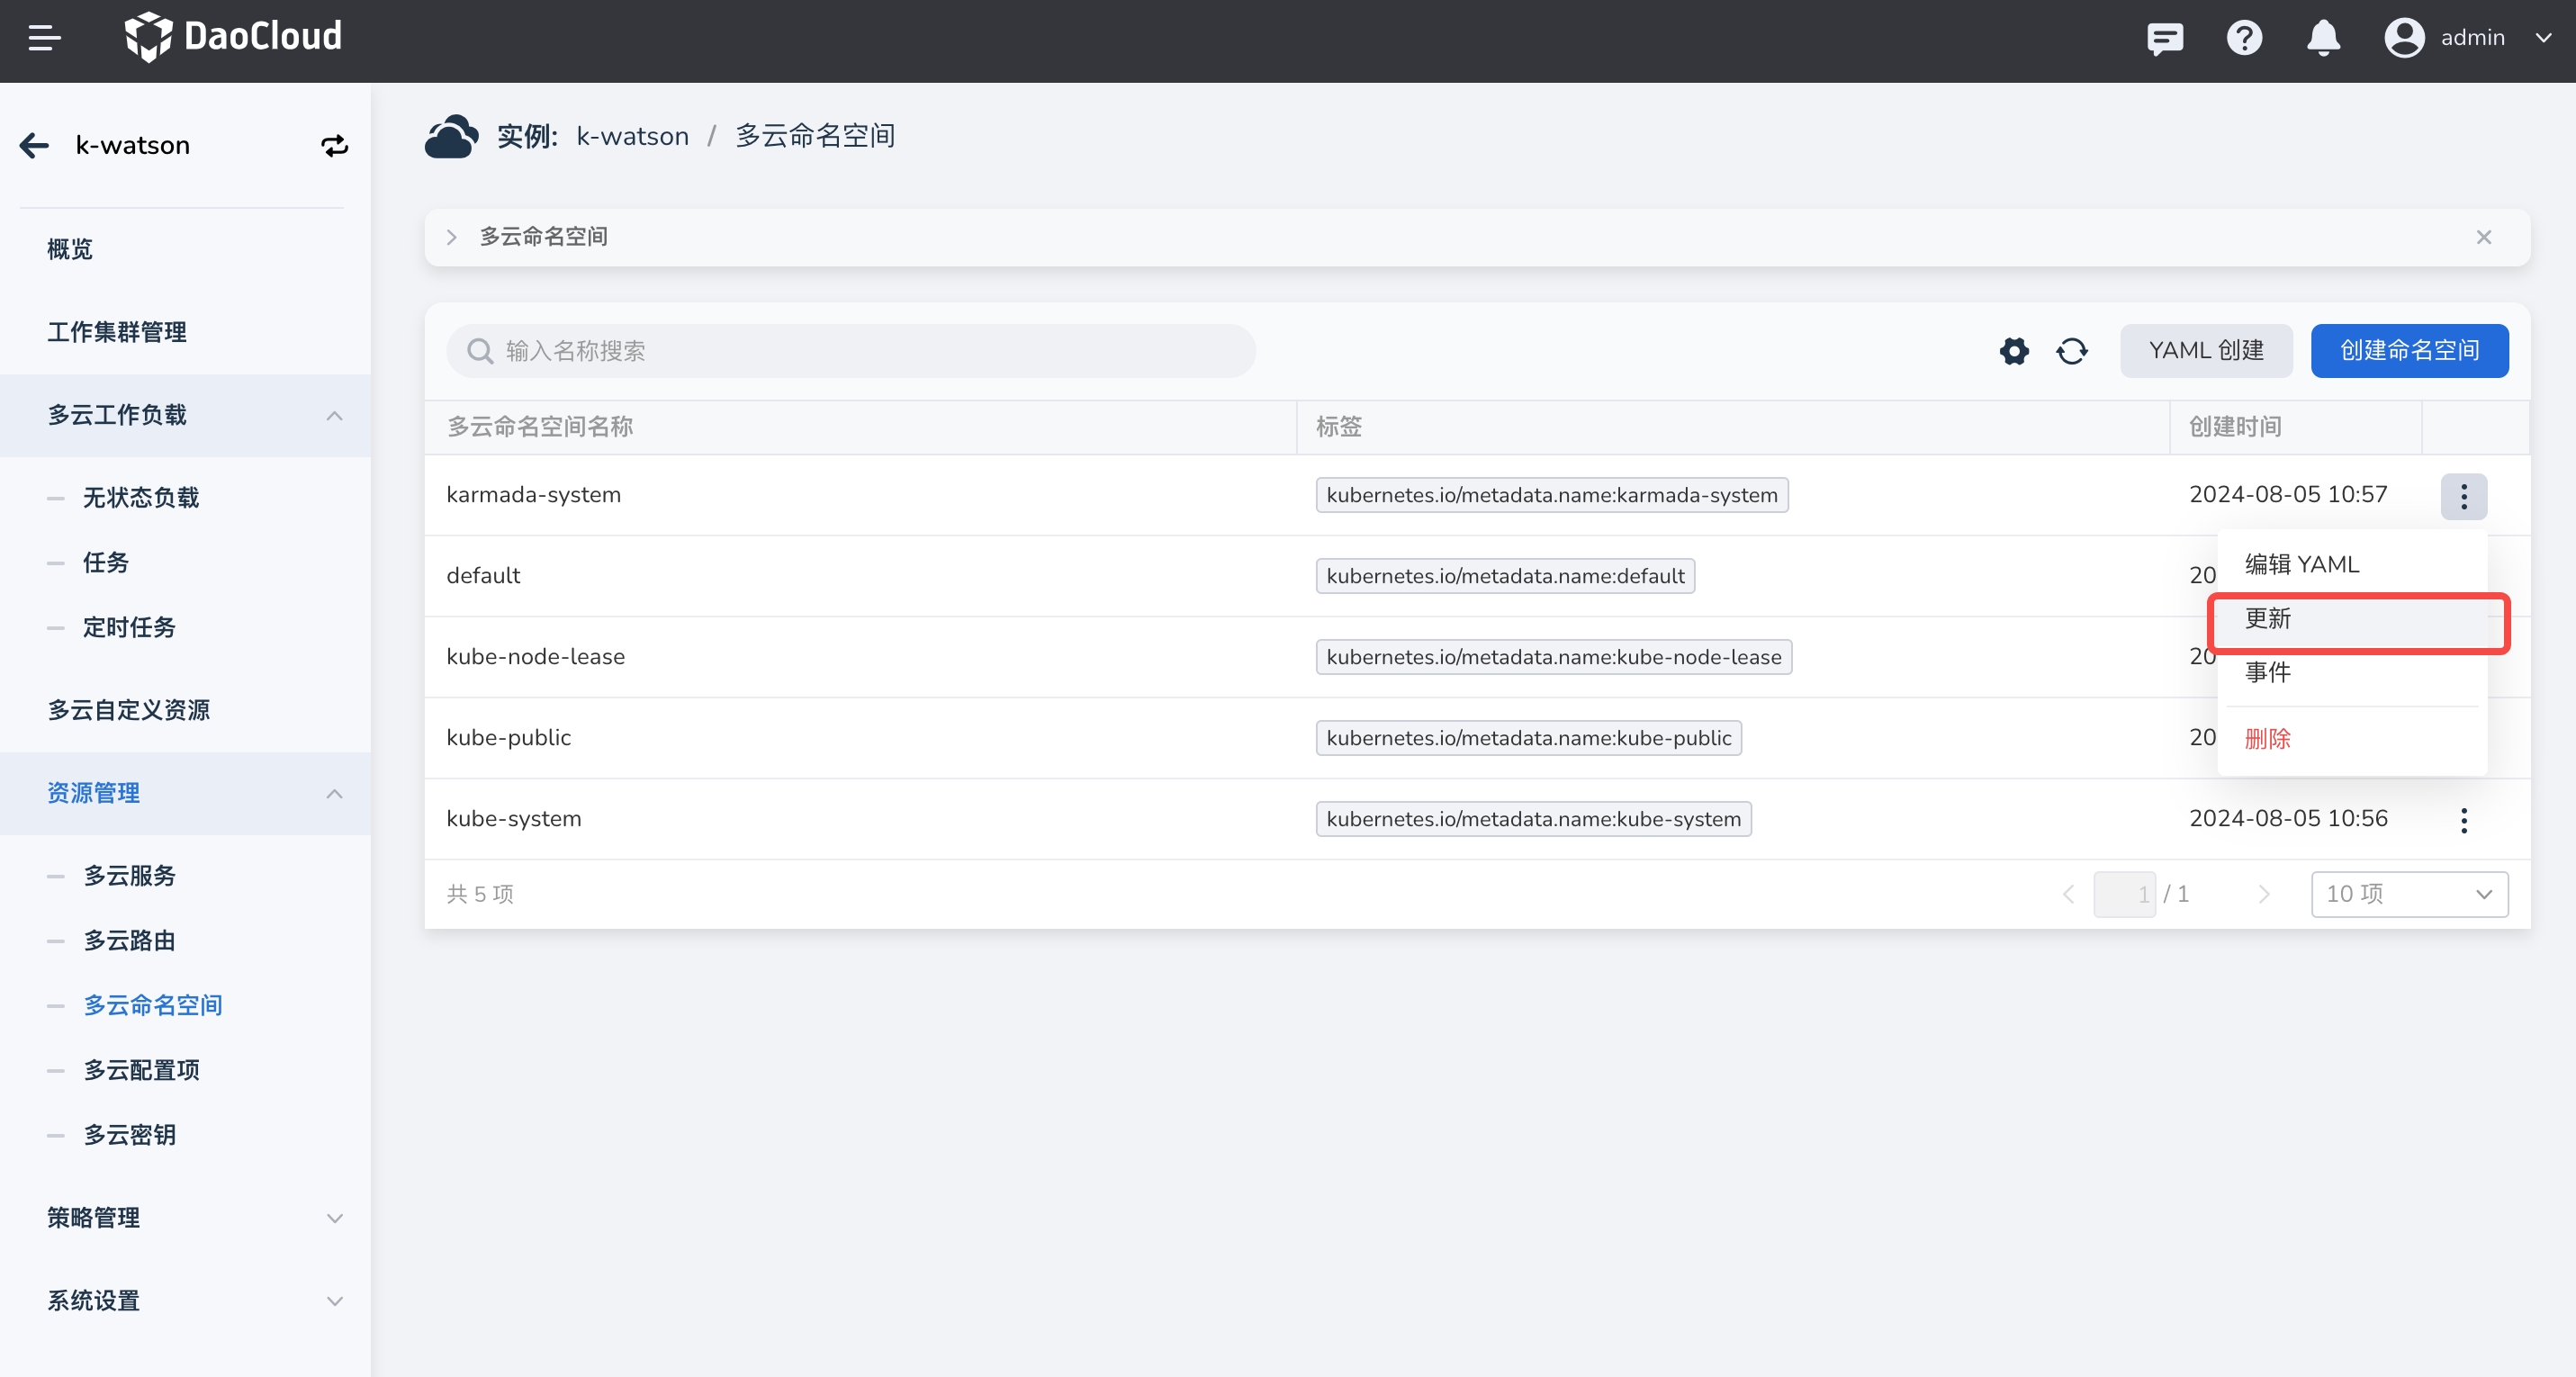 DaoCloud
admin
k-watson
概览
工作集群管理
多云工作负载
无状态负载
任务
定时任务
多云自定义资源
资源管理
多云服务
多云路由
多云命名空间
多云配置项
多云密钥
策略管理
系统设置
实例: k-watson / 多云命名空间
多云命名空间
输入名称搜索
YAML 创建
创建命名空间
多云命名空间名称 标签 创建时间
karmada-system kubernetes.io/metadata.name:karmada-system 2024-08-05 10:57
default kubernetes.io/metadata.name:default 20
kube-node-lease kubernetes.io/metadata.name:kube-node-lease 20
kube-public kubernetes.io/metadata.name:kube-public 20
kube-system kubernetes.io/metadata.name:kube-system 2024-08-05 10:56
编辑 YAML
更新
事件
删除
共 5 项
1 / 1
10 项